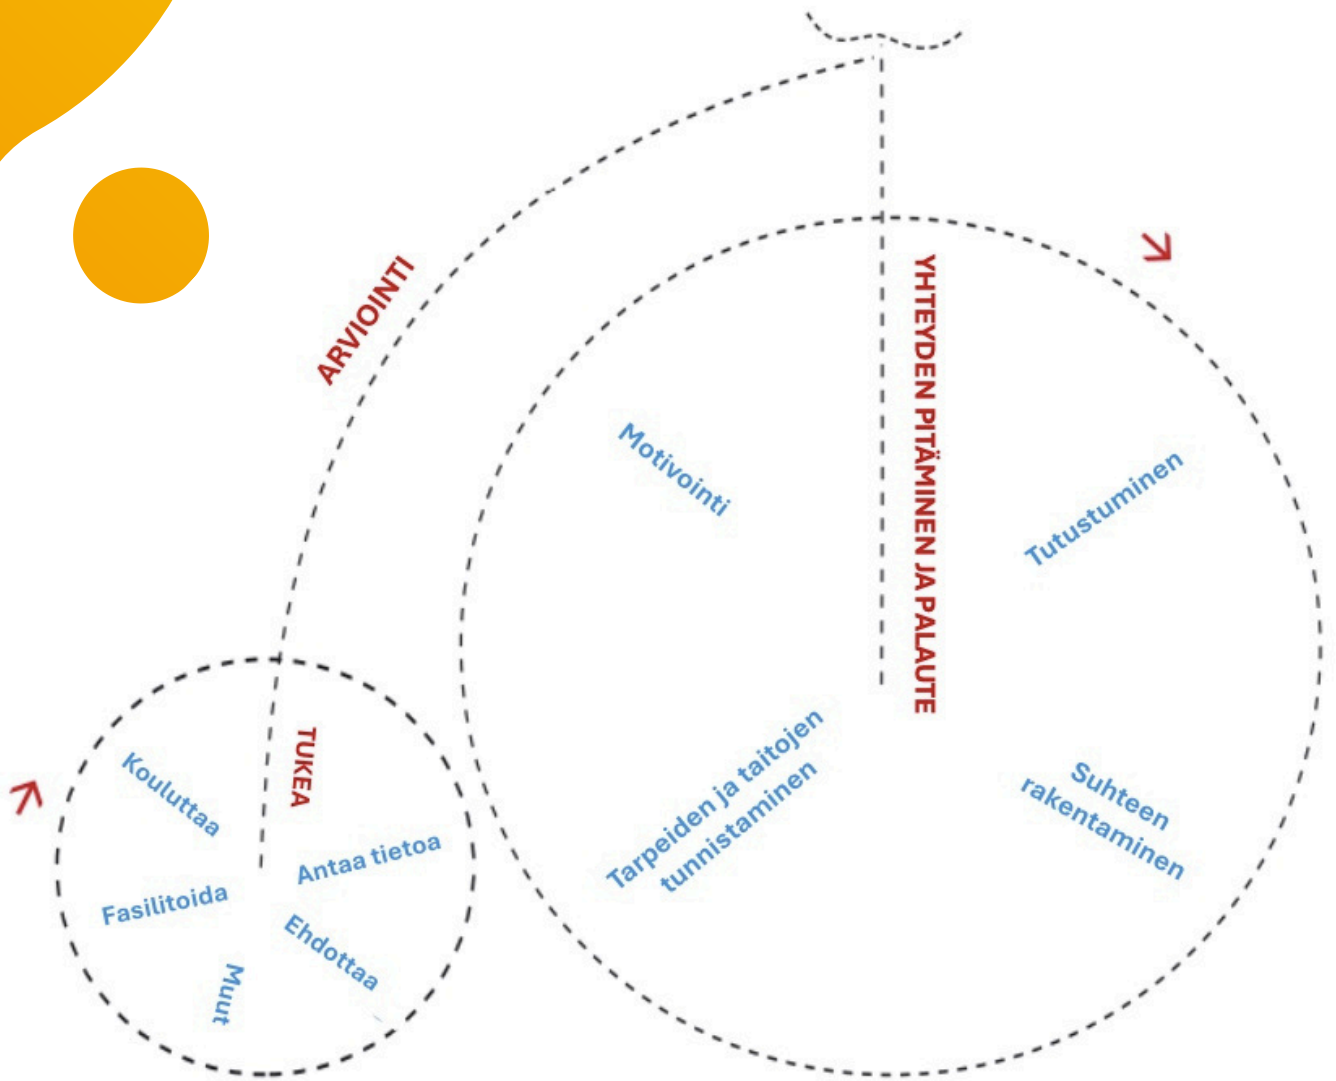 ARVIOINTI
YHTEYDEN PITÄMINEN JA PALAUTE
Motivointi
Tutustuminen
Tarpeiden ja taitojen
tunnistaminen
Suhteen
rakentaminen
TUKEA
Kouluttaa
Antaa tietoa
Fasilitoida
Ehdottaa
Muut